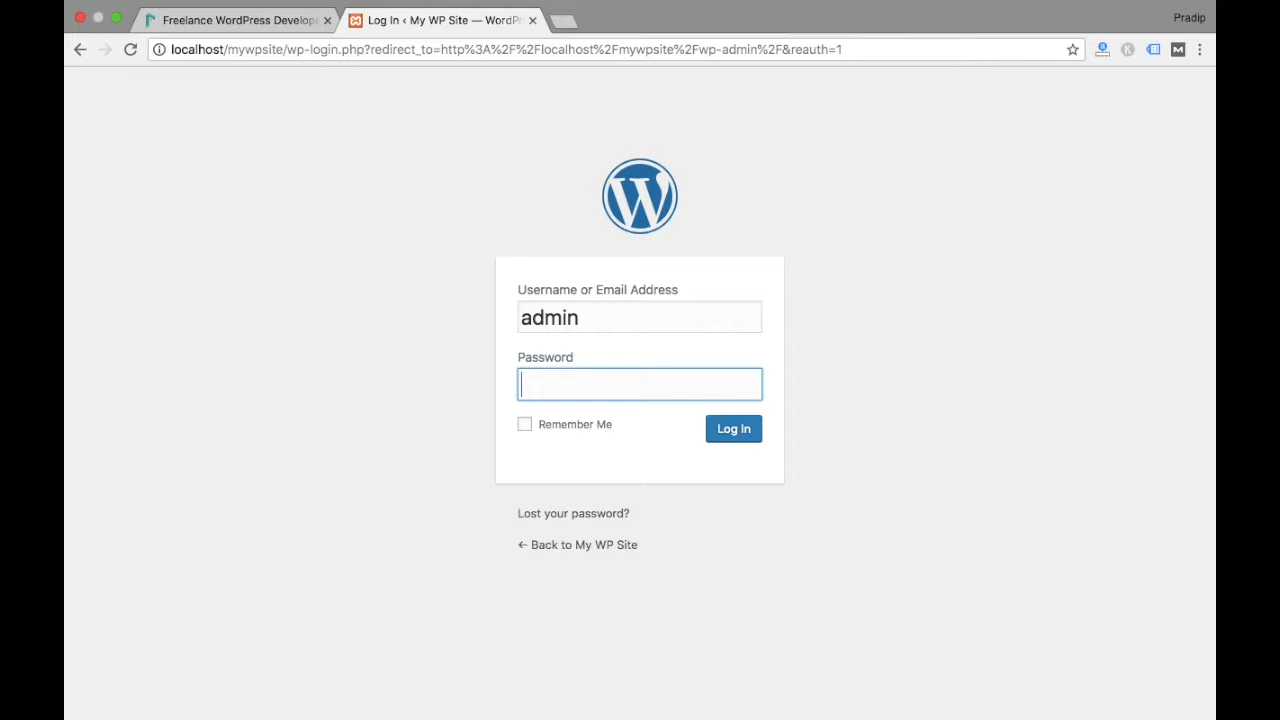 Freelance WordPress Develope
Log In ‹ My WP Site — WordPr
Pradip
localhost/mywpsite/wp-login.php?redirect_to=http%3A%2F%2Flocalhost%2Fmywpsite%2Fwp-admin%2F&reauth=1
Username or Email Address
admin
Password
Remember Me
Log In
Lost your password?
← Back to My WP Site